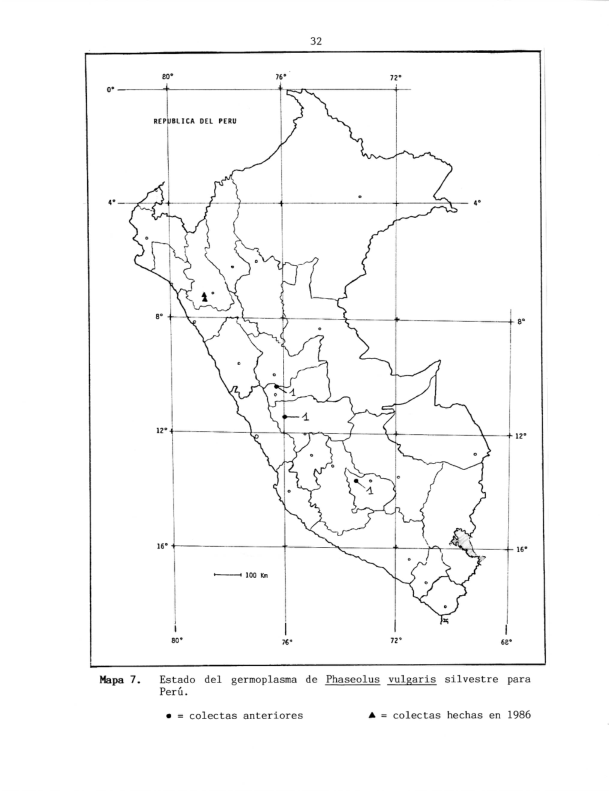 32
80° 76° 72°
0°
REPUBLICA DEL PERU
4° 4°
8° 8°
1
1
12° 12°
1
16° 16°
100 Km
80° 76° 72° 68°
Mapa 7. Estado del germoplasma de Phaseolus vulgaris silvestre para
Perú.
● = colectas anteriores ▲ = colectas hechas en 1986